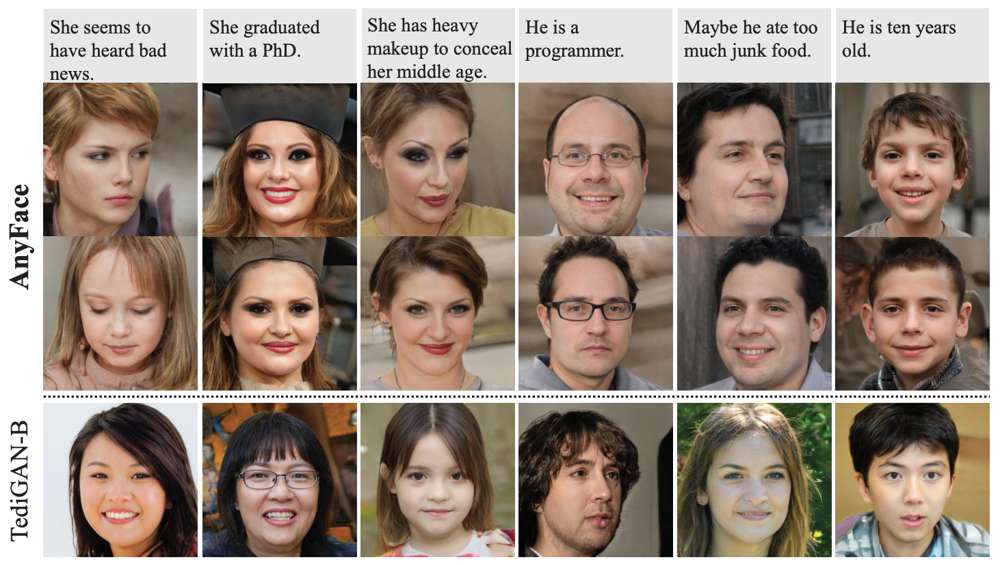 She seems to
have heard bad
news.
She graduated
with a PhD.
She has heavy
makeup to conceal
her middle age.
He is a
programmer.
Maybe he ate too
much junk food.
He is ten years
old.
AnyFace
TediGAN-B